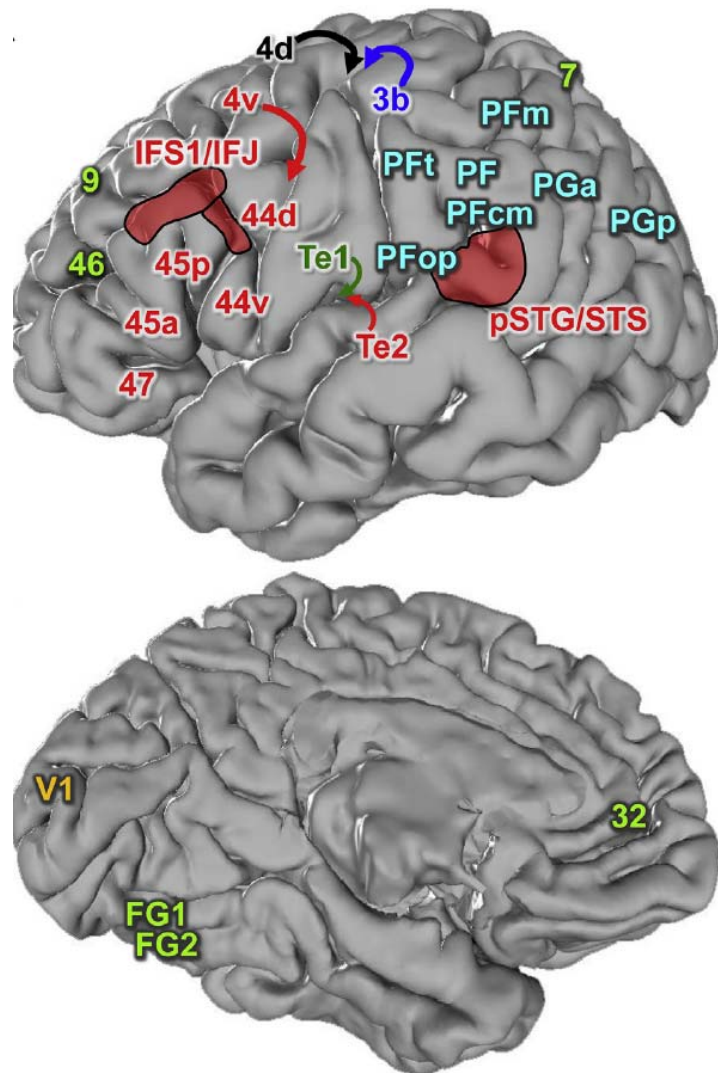 4d
7
4v
3b
PFm
IFS1/IFJ
PFt
PF
9
PGa
44d
PFcm
PGp
46
45p
Te1
PFop
45a
44v
pSTG/STS
Te2
47
V1
32
FG1
FG2